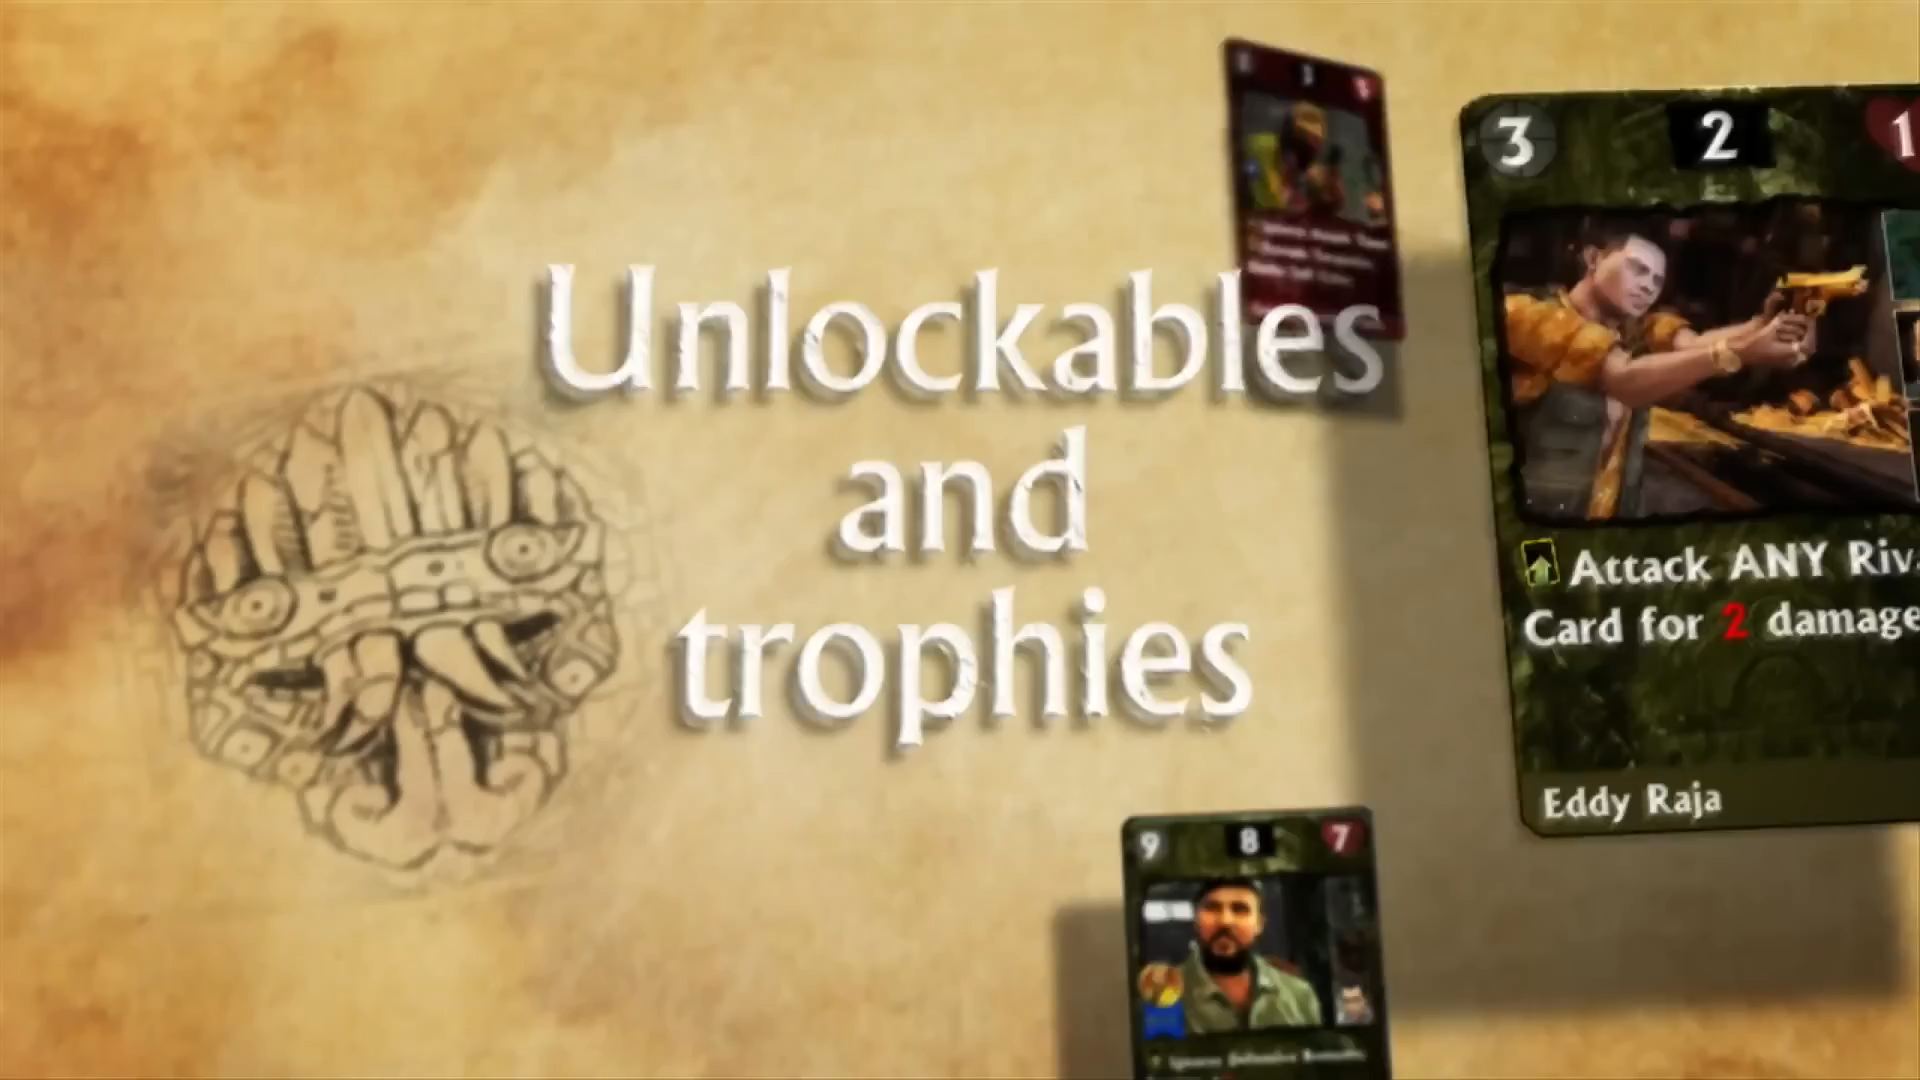 3 2 1
Unlockables
and
trophies
Attack ANY Riv
Card for 2 damage
Eddy Raja
9 8 7